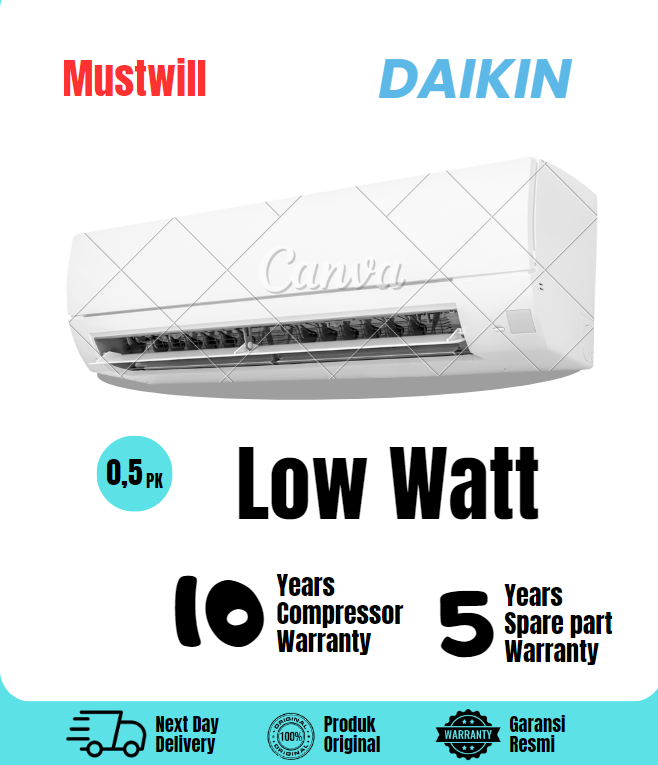 Mustwill
DAIKIN
Canva
0,5 PK
Low Watt
10
Years
Compressor
Warranty
5
Years
Spare part
Warranty
Next Day
Delivery
ORIGINAL
100%
ORIGINAL
Produk
Original
WARRANTY
Garansi
Resmi